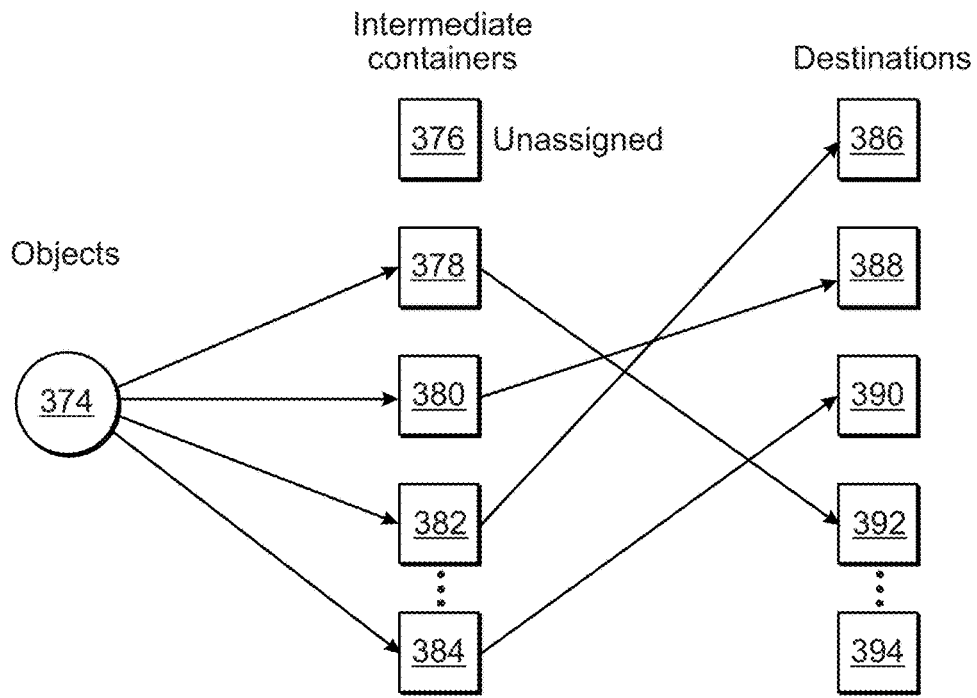 Intermediate
containers
Destinations
376 Unassigned
386
Objects
378
388
374
380
390
382
392
384
394